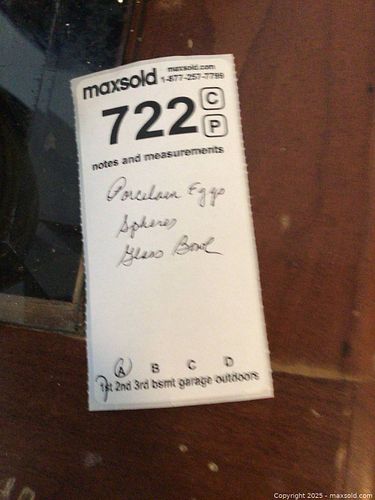 maxsold maxsold.com
1-877-257-7796
722 C
P
notes and measurements
Porcelain Eggs
Spheres
Glass Bowl
A B C D
1st 2nd 3rd bsmt garage outdoors
Copyright 2025 - maxsold.com